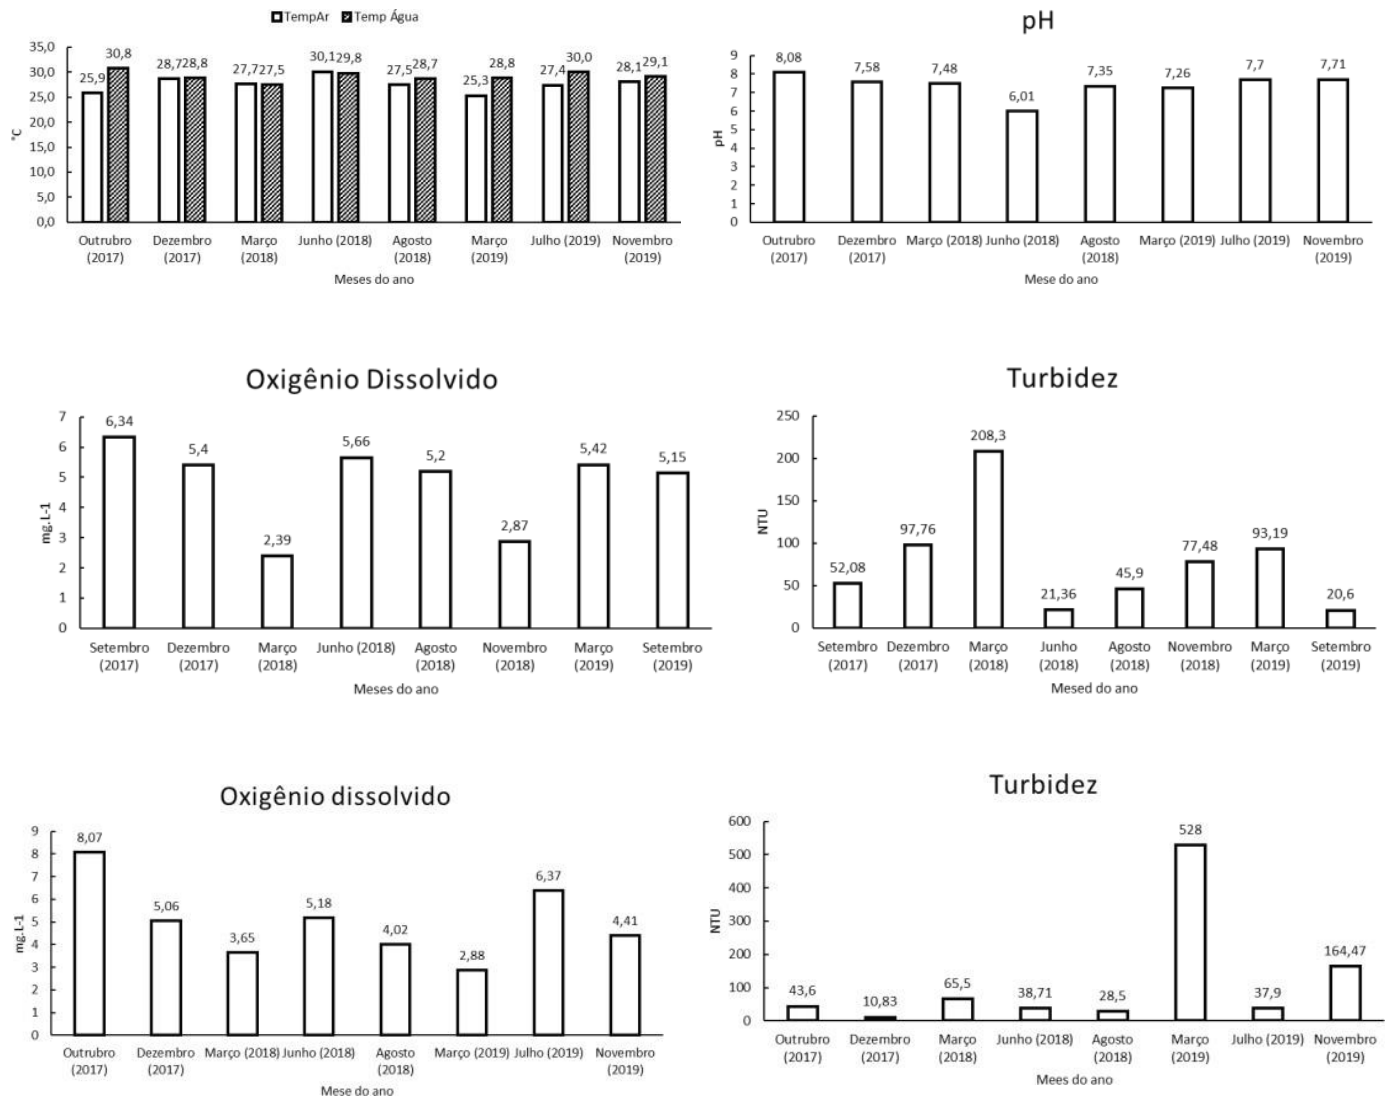 TempAr Temp Água
35,0
30,0
25,0
20,0
15,0
10,0
5,0
0,0
°C
25,9 30,8 28,7 28,8 27,7 27,5 30,1 29,8 27,5 28,7 25,3 28,8 27,4 30,0 28,1 29,1
Outrubro Dezembro Março Junho (2018) Agosto Março Julho (2019) Novembro
(2017) (2017) (2018) (2018) (2019) (2019)
Meses do ano
pH
9
8
7
6
5
4
3
2
1
0
pH
8,08 7,58 7,48 6,01 7,35 7,26 7,7 7,71
Outrubro Dezembro Março (2018) Junho (2018) Agosto Março (2019) Julho (2019) Novembro
(2017) (2017) (2018) (2019)
Mese do ano
Oxigênio Dissolvido
7
6
5
4
3
2
1
0
mg.L-1
6,34 5,4 2,39 5,66 5,2 2,87 5,42 5,15
Setembro Dezembro Março Junho (2018) Agosto Novembro Março Setembro
(2017) (2017) (2018) (2018) (2018) (2019) (2019)
Meses do ano
Turbidez
250
200
150
100
50
0
NTU
52,08 97,76 208,3 21,36 45,9 77,48 93,19 20,6
Setembro Dezembro Março Junho Agosto Novembro Março Setembro
(2017) (2017) (2018) (2018) (2018) (2018) (2019) (2019)
Mesed do ano
Oxigênio dissolvido
9
8
7
6
5
4
3
2
1
0
mg.L-1
8,07 5,06 3,65 5,18 4,02 2,88 6,37 4,41
Outrubro Dezembro Março (2018) Junho (2018) Agosto Março (2019) Julho (2019) Novembro
(2017) (2017) (2018) (2019)
Mese do ano
Turbidez
600
500
400
300
200
100
0
NTU
43,6 10,83 65,5 38,71 28,5 528 37,9 164,47
Outrubro Dezembro Março Junho (2018) Agosto Março Julho (2019) Novembro
(2017) (2017) (2018) (2018) (2019) (2019)
Mees do ano